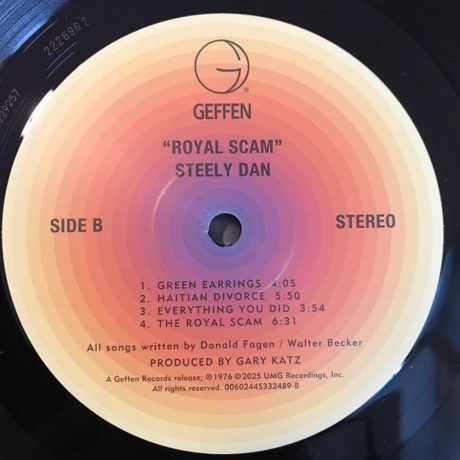 2226962
29257
G
®
GEFFEN
"ROYAL SCAM"
STEELY DAN
SIDE B
STEREO
1. GREEN EARRINGS 4:05
2. HAITIAN DIVORCE 5:50
3. EVERYTHING YOU DID 3:54
4. THE ROYAL SCAM 6:31
All songs written by Donald Fagen / Walter Becker
PRODUCED BY GARY KATZ
A Geffen Records release; ℗ 1976 © 2025 UMG Recordings, Inc.
All rights reserved. 00602445332489-B